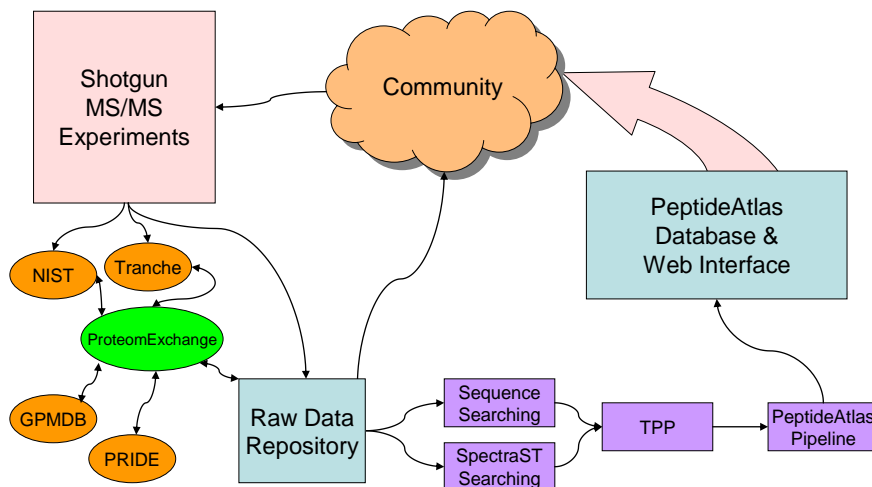 Shotgun
MS/MS
Experiments
Community
PeptideAtlas
Database &
Web Interface
NIST
Tranche
ProteomExchange
GPMDB
PRIDE
Raw Data
Repository
Sequence
Searching
SpectraST
Searching
TPP
PeptideAtlas
Pipeline